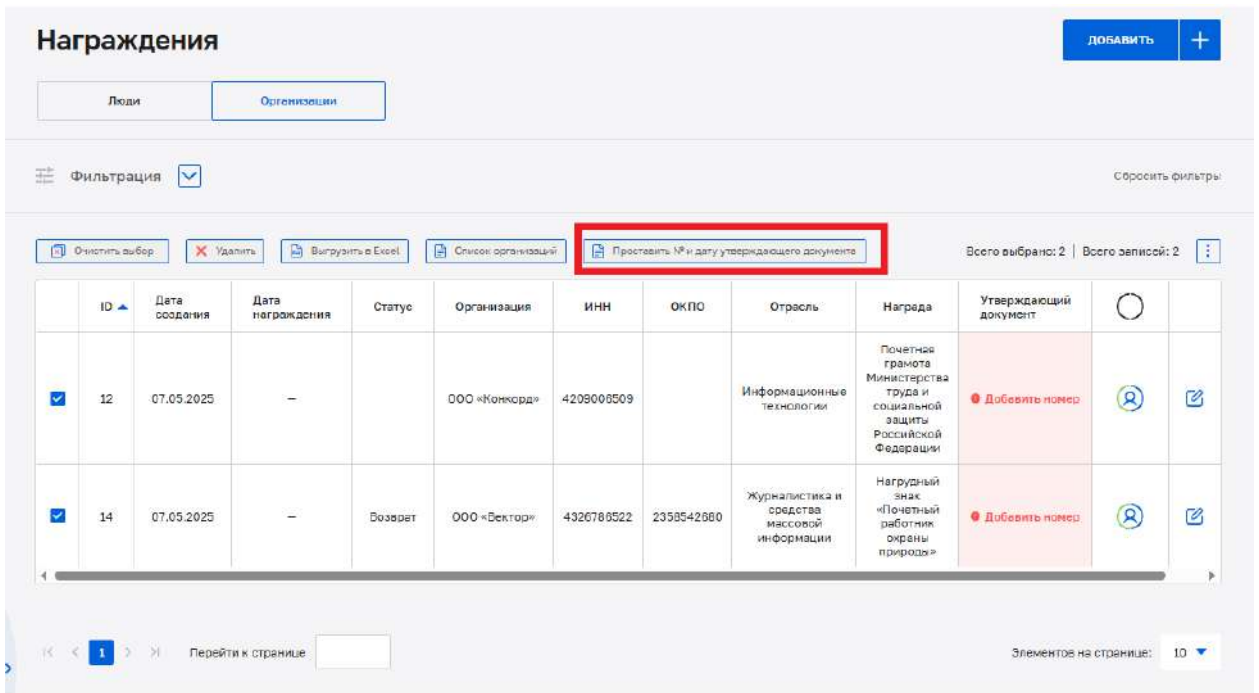 Награждения
ДОБАВИТЬ
Люди
Организации
Фильтрация
Сбросить фильтры
Очистить выбор
Удалить
Выгрузить в Excel
Список организаций
Проставить № и дату утверждающего документа
Всего выбрано: 2 | Всего записей: 2
ID
Дата
создания
Дата
награждения
Статус
Организация
ИНН
ОКПО
Отрасль
Награда
Утверждающий
документ
12
07.05.2025
—
ООО «Конкорд»
4209006509
Информационные
технологии
Почетная
грамота
Министерства
труда и
социальной
защиты
Российской
Федерации
Добавить номер
14
07.05.2025
—
Возврат
ООО «Вектор»
4326786522
2358542680
Журналистика и
средства
массовой
информации
Нагрудный
знак
«Почетный
работник
охраны
природы»
Добавить номер
1
Перейти к странице
Элементов на странице:
10